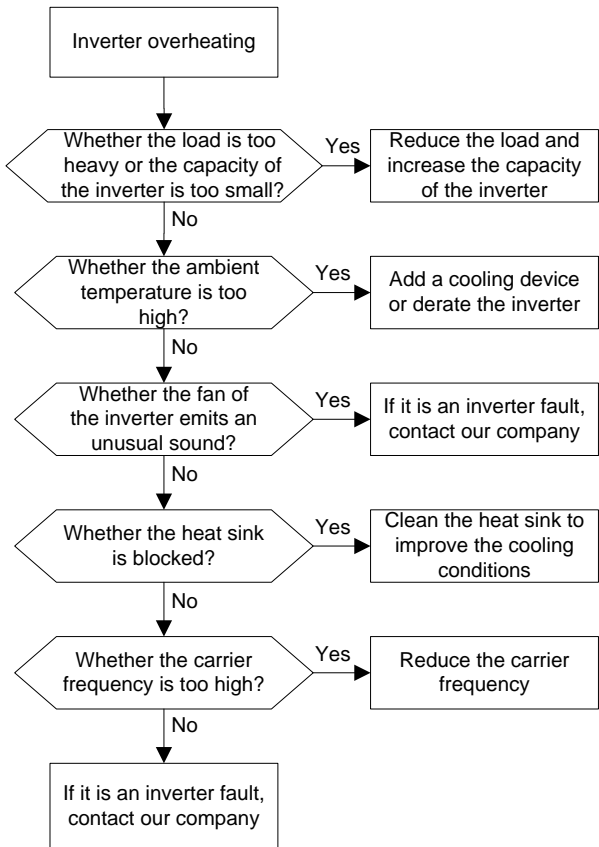 Inverter overheating
Whether the load is too
heavy or the capacity of
the inverter is too small?
Yes
Reduce the load and
increase the capacity
of the inverter
No
Whether the ambient
temperature is too
high?
Yes
Add a cooling device
or derate the inverter
No
Whether the fan of
the inverter emits an
unusual sound?
Yes
If it is an inverter fault,
contact our company
No
Whether the heat sink
is blocked?
Yes
Clean the heat sink to
improve the cooling
conditions
No
Whether the carrier
frequency is too high?
Yes
Reduce the carrier
frequency
No
If it is an inverter fault,
contact our company